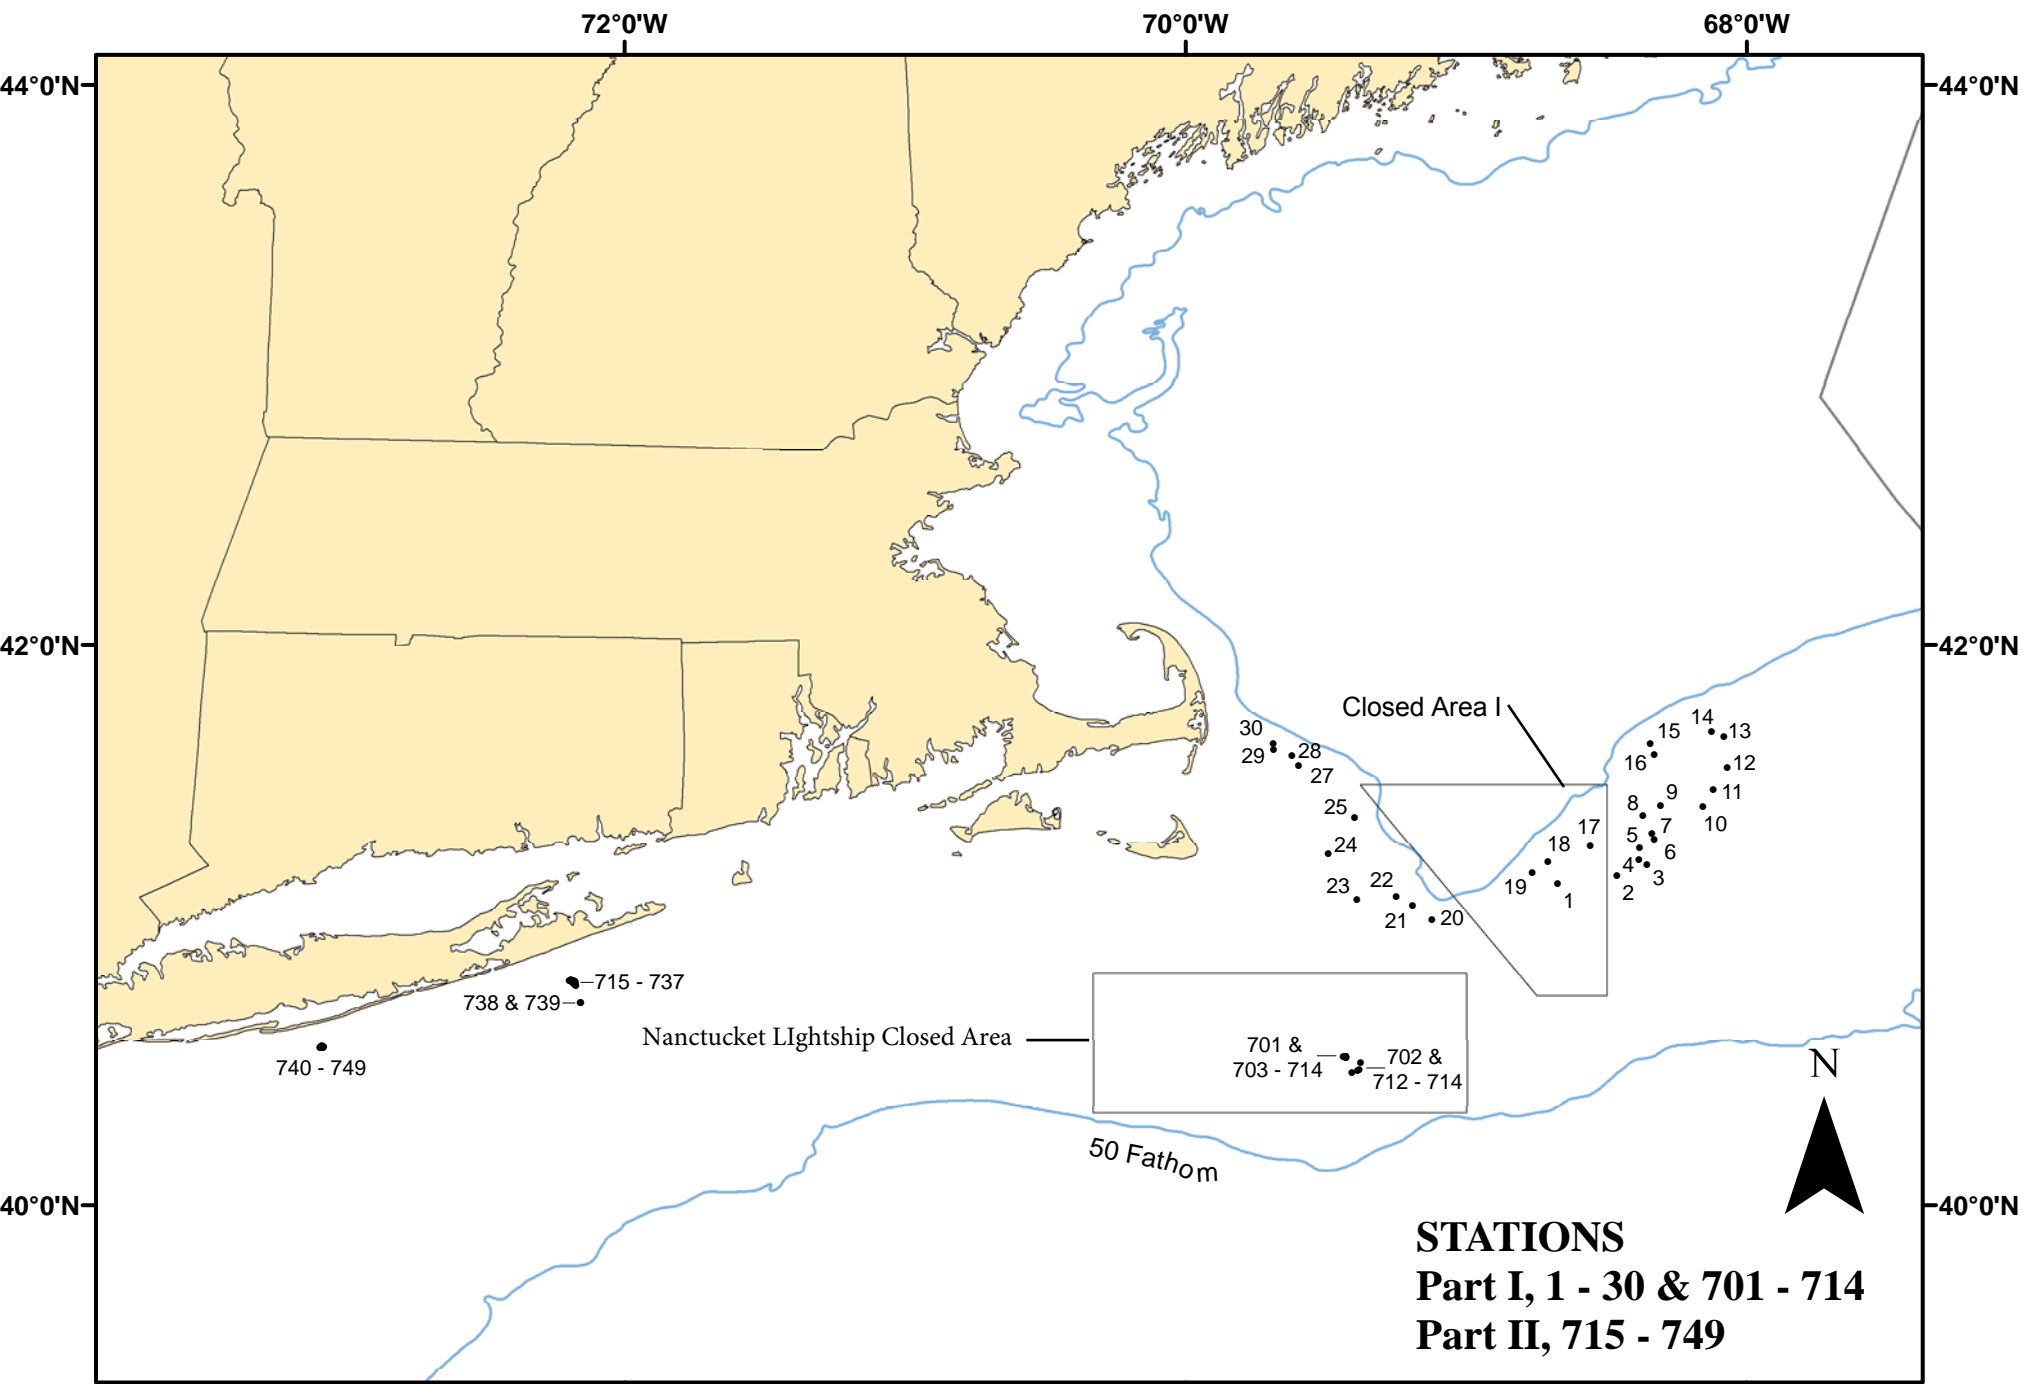 72°0'W
70°0'W
68°0'W
44°0'N
44°0'N
42°0'N
42°0'N
Closed Area I
30
29
28
27
25
24
23
22
21
20
19
18
17
1
2
3
4
5
6
7
8
9
10
11
12
13
14
15
16
715 - 737
738 & 739
740 - 749
Nanctucket LIghtship Closed Area
701 &
703 - 714
702 &
712 - 714
50 Fathom
N
40°0'N
40°0'N
STATIONS
Part I, 1 - 30 & 701 - 714
Part II, 715 - 749